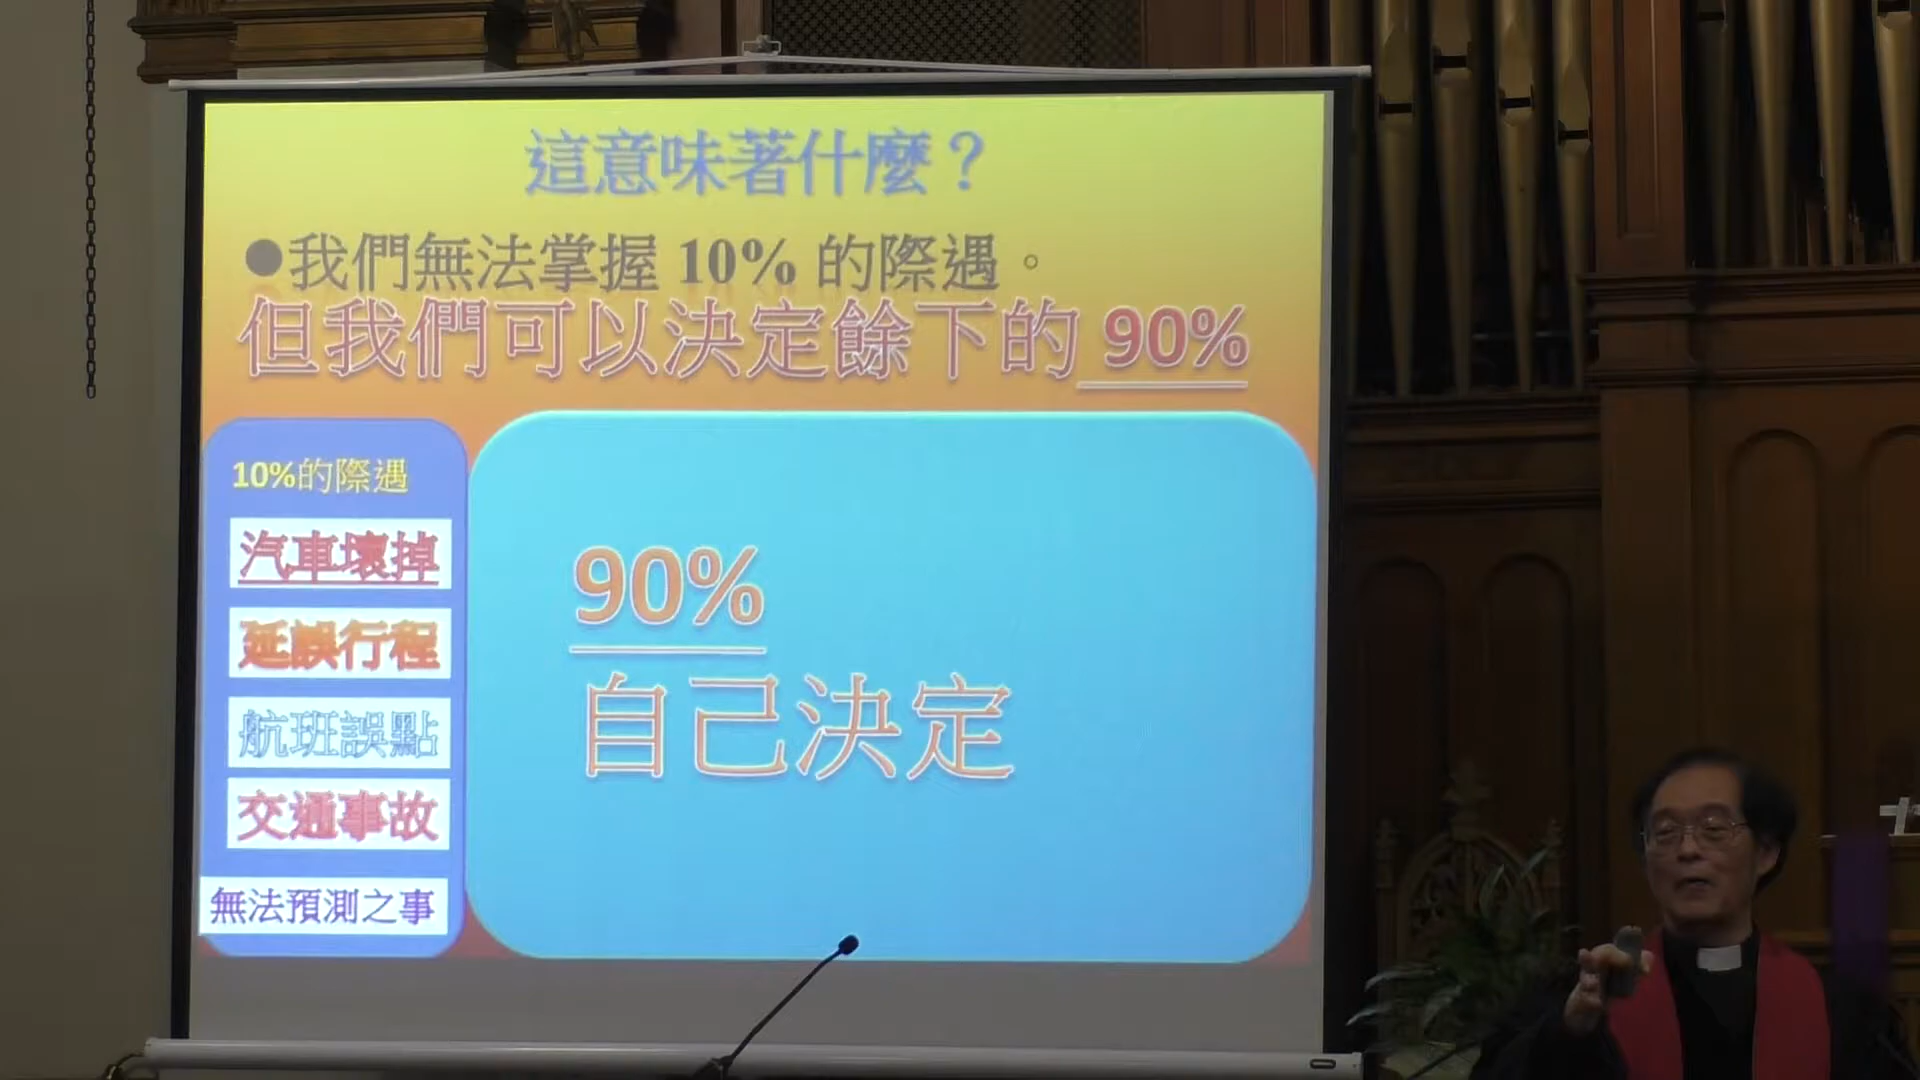 這意味著什麼？
●我們無法掌握 10% 的際遇。
但我們可以決定餘下的 90%
10%的際遇
汽車壞掉
延誤行程
航班誤點
交通事故
無法預測之事
90%
自己決定